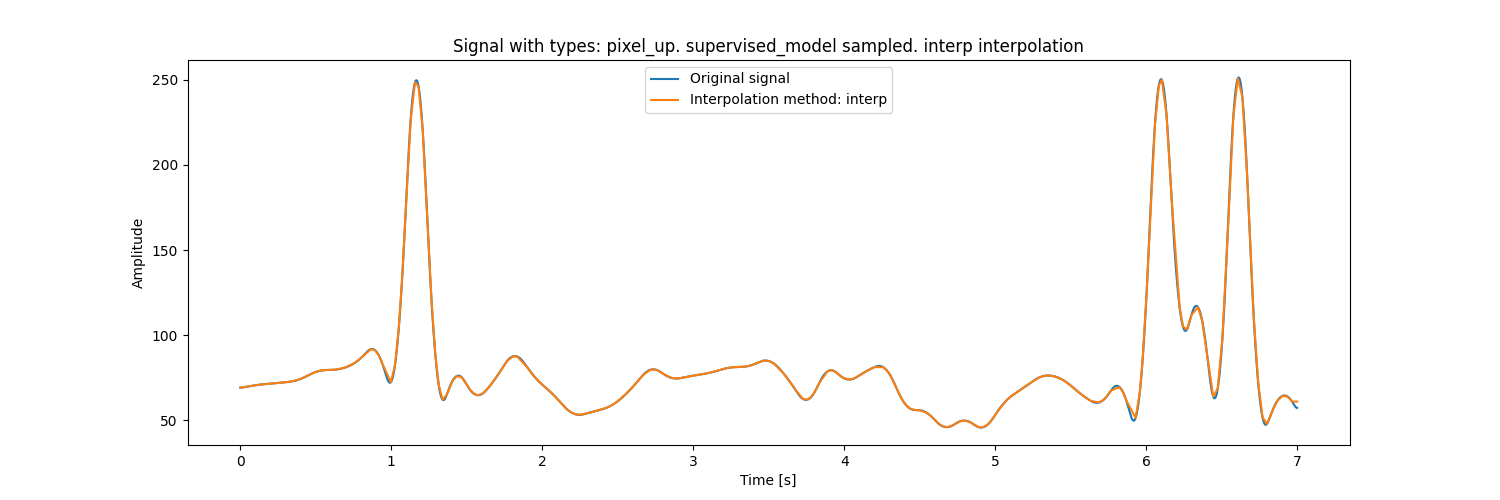 Signal with types: pixel_up. supervised_model sampled. interp interpolation
Original signal
Interpolation method: interp
Amplitude
250
200
150
100
50
0 1 2 3 4 5 6 7
Time [s]